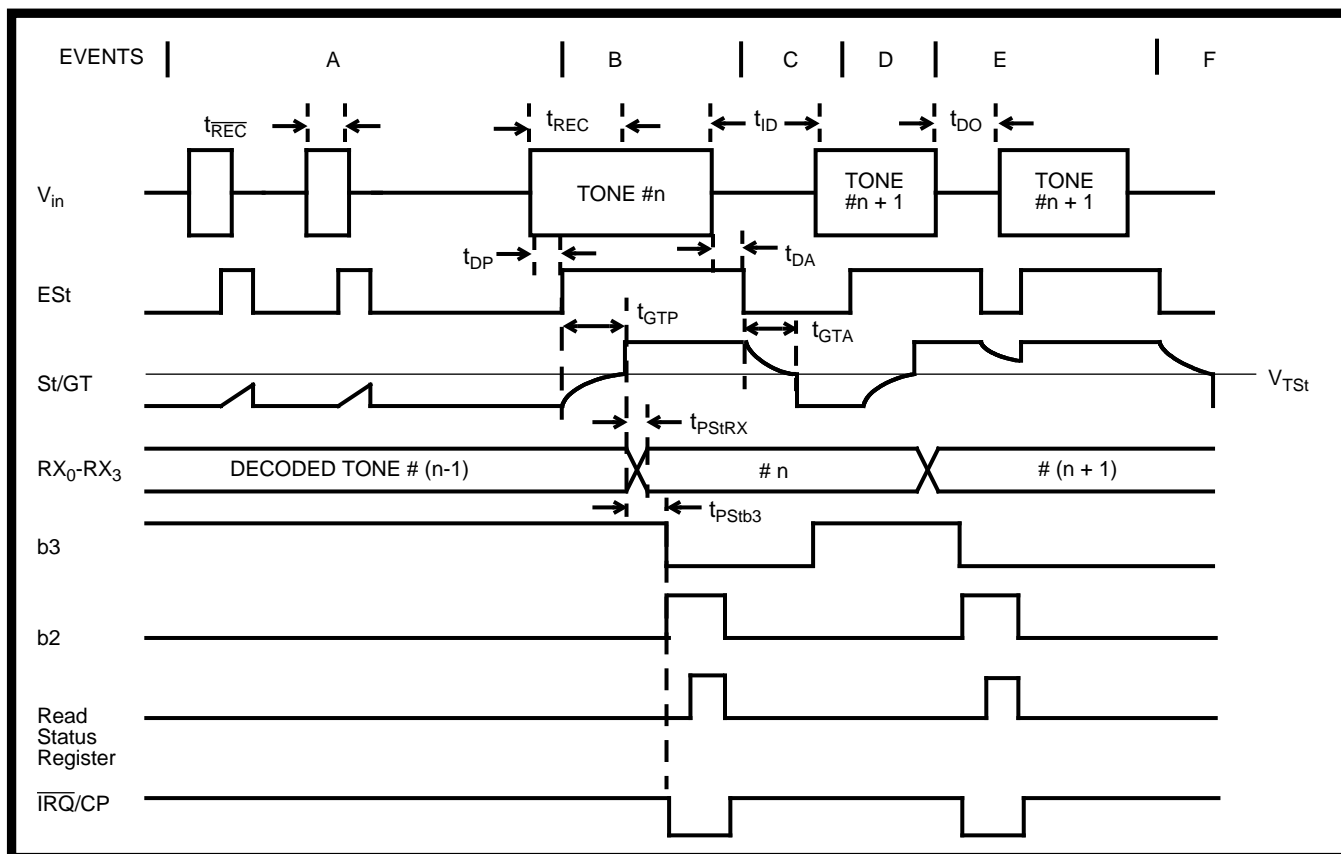 EVENTS A B C D E F
tREC tREC tID tDO
Vin TONE #n TONE #n + 1 TONE #n + 1
tDP tDA
ESt
tGTP tGTA
St/GT VTSt
tPStRX
RX0-RX3 DECODED TONE # (n-1) # n # (n + 1)
tPStb3
b3
b2
Read
Status
Register
IRQ/CP